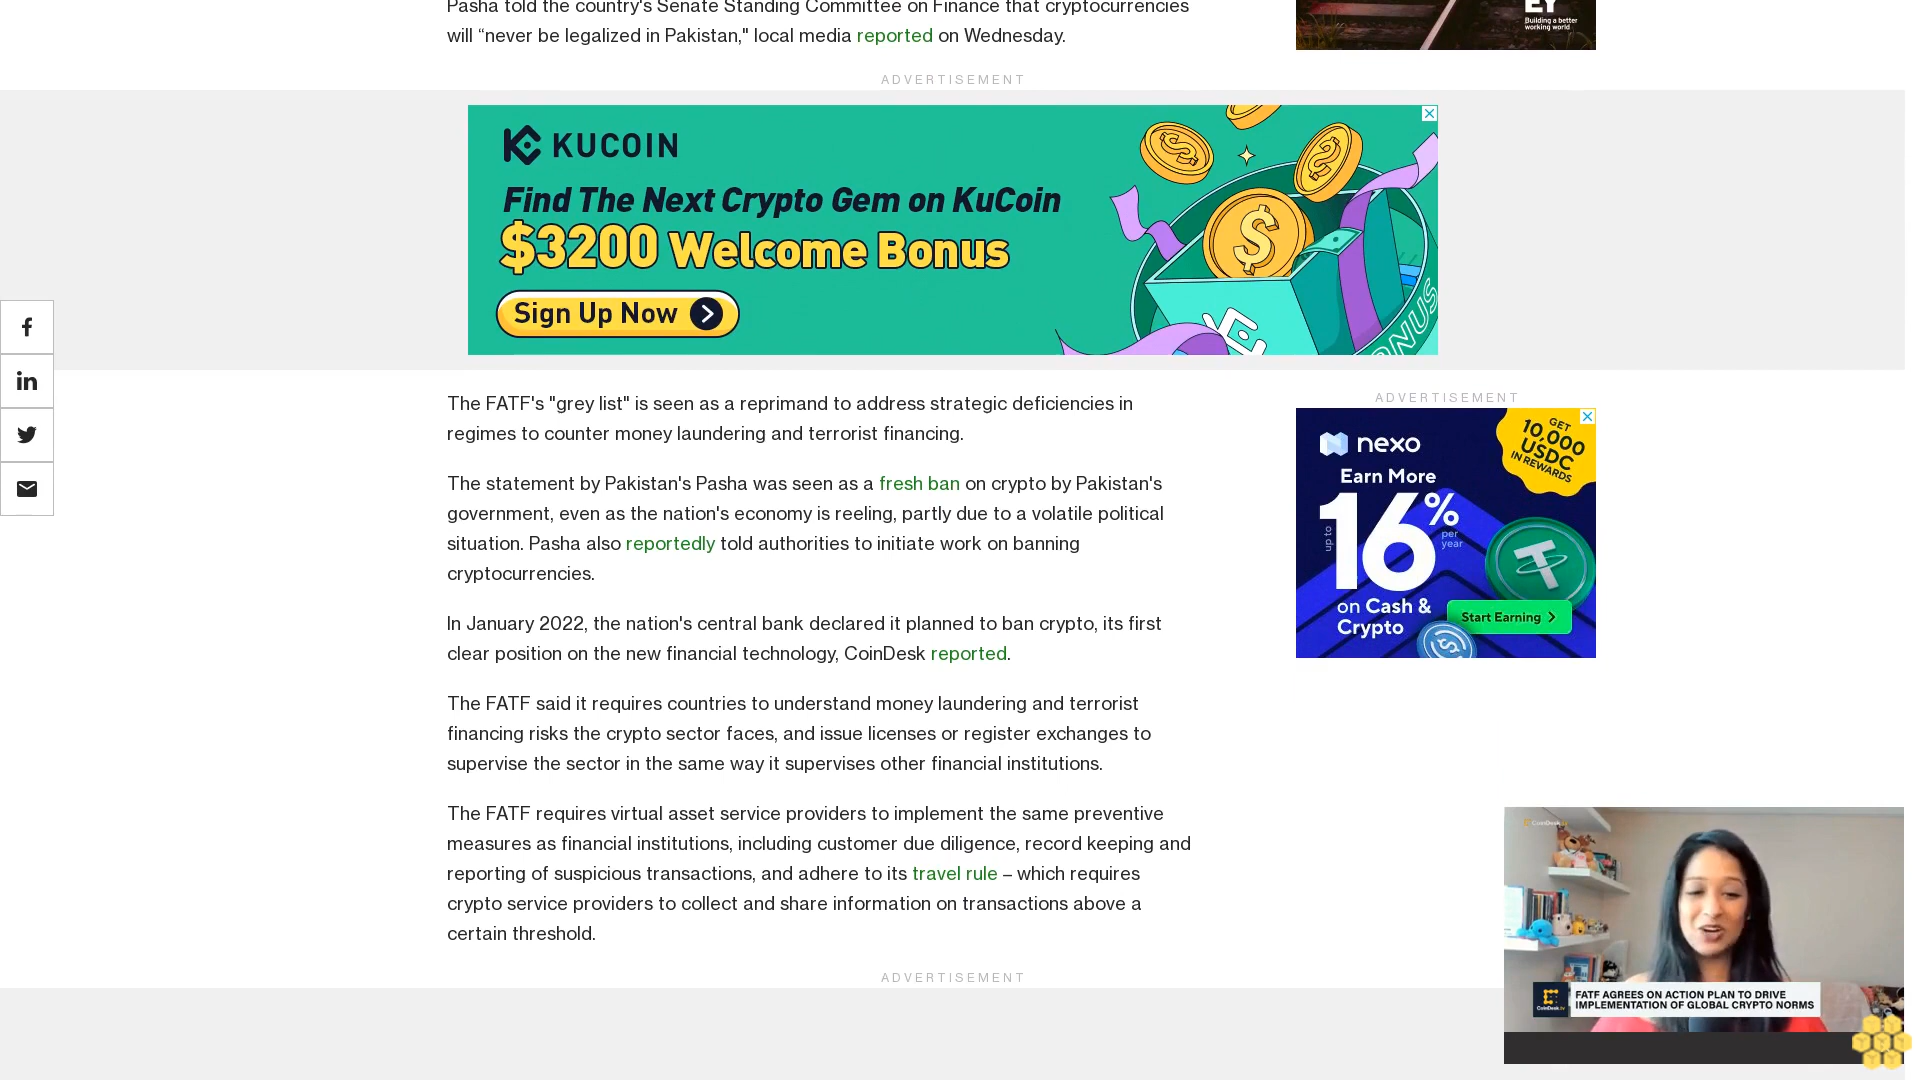 Pasha told the country's Senate Standing Committee on Finance that cryptocurrencies
will “never be legalized in Pakistan," local media reported on Wednesday.
EY
Building a better
working world
ADVERTISEMENT
KUCOIN
Find The Next Crypto Gem on KuCoin
$3200 Welcome Bonus
Sign Up Now
BONUS
The FATF's "grey list" is seen as a reprimand to address strategic deficiencies in
regimes to counter money laundering and terrorist financing.
The statement by Pakistan's Pasha was seen as a fresh ban on crypto by Pakistan's
government, even as the nation's economy is reeling, partly due to a volatile political
situation. Pasha also reportedly told authorities to initiate work on banning
cryptocurrencies.
In January 2022, the nation's central bank declared it planned to ban crypto, its first
clear position on the new financial technology, CoinDesk reported.
The FATF said it requires countries to understand money laundering and terrorist
financing risks the crypto sector faces, and issue licenses or register exchanges to
supervise the sector in the same way it supervises other financial institutions.
The FATF requires virtual asset service providers to implement the same preventive
measures as financial institutions, including customer due diligence, record keeping and
reporting of suspicious transactions, and adhere to its travel rule – which requires
crypto service providers to collect and share information on transactions above a
certain threshold.
ADVERTISEMENT
ADVERTISEMENT
nexo
GET
10,000
USDC
IN REWARDS
Earn More
up to
16%
per
year
on Cash &
Crypto
Start Earning
CoinDesk.tv
CoinDesk.tv
FATF AGREES ON ACTION PLAN TO DRIVE
IMPLEMENTATION OF GLOBAL CRYPTO NORMS